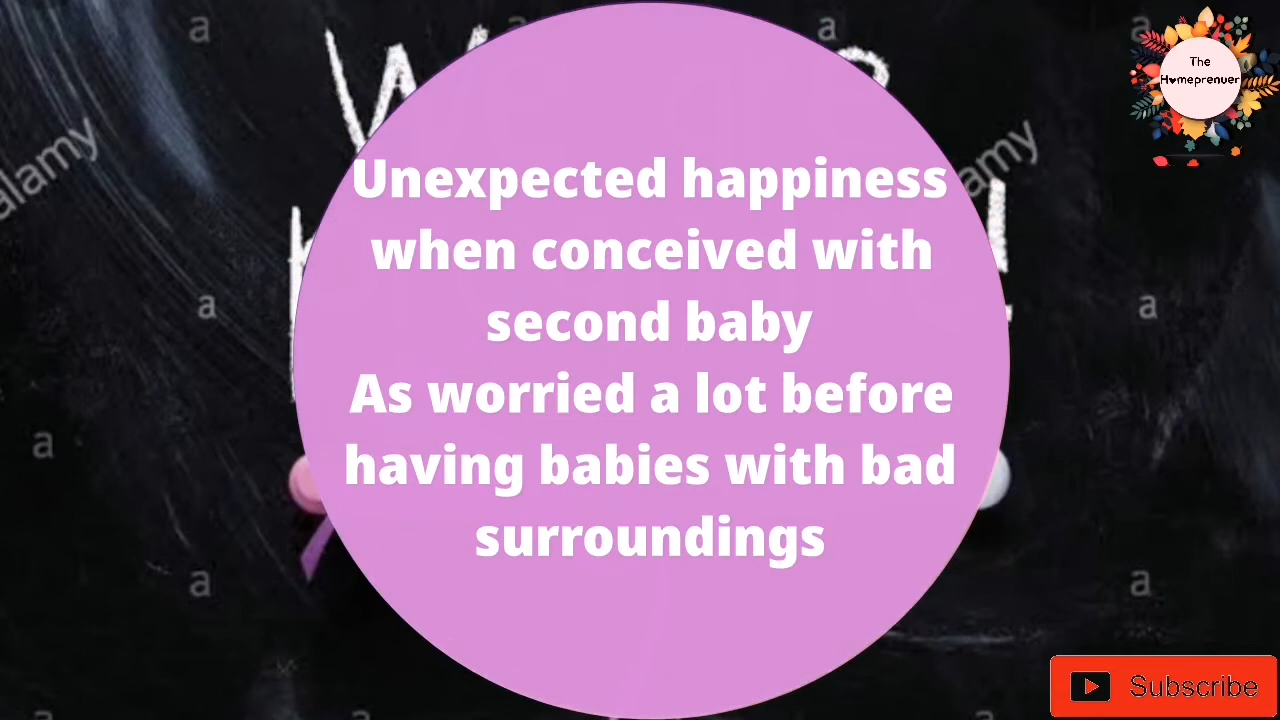 The
Homeprenuer
Unexpected happiness
when conceived with
second baby
As worried a lot before
having babies with bad
surroundings
Subscribe
alamy
amy
a
a
a
a
a
a
a
a